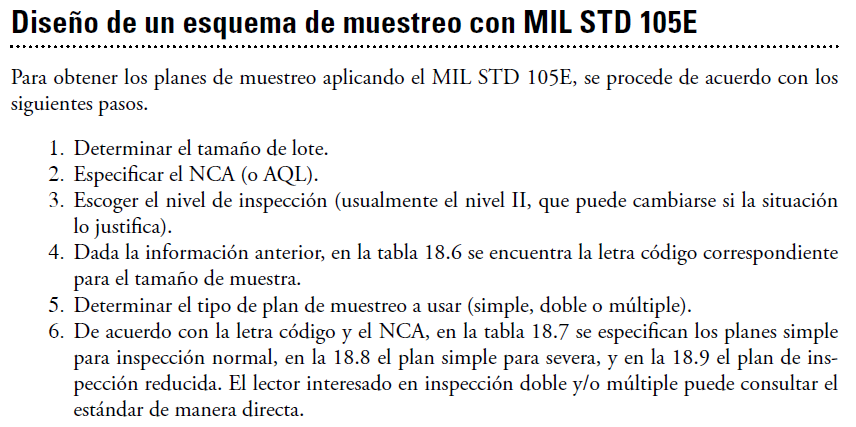 Diseño de un esquema de muestreo con MIL STD 105E
Para obtener los planes de muestreo aplicando el MIL STD 105E, se procede de acuerdo con los
siguientes pasos.
1. Determinar el tamaño de lote.
2. Especificar el NCA (o AQL).
3. Escoger el nivel de inspección (usualmente el nivel II, que puede cambiarse si la situación
lo justifica).
4. Dada la información anterior, en la tabla 18.6 se encuentra la letra código correspondiente
para el tamaño de muestra.
5. Determinar el tipo de plan de muestreo a usar (simple, doble o múltiple).
6. De acuerdo con la letra código y el NCA, en la tabla 18.7 se especifican los planes simple
para inspección normal, en la 18.8 el plan simple para severa, y en la 18.9 el plan de ins-
pección reducida. El lector interesado en inspección doble y/o múltiple puede consultar el
estándar de manera directa.